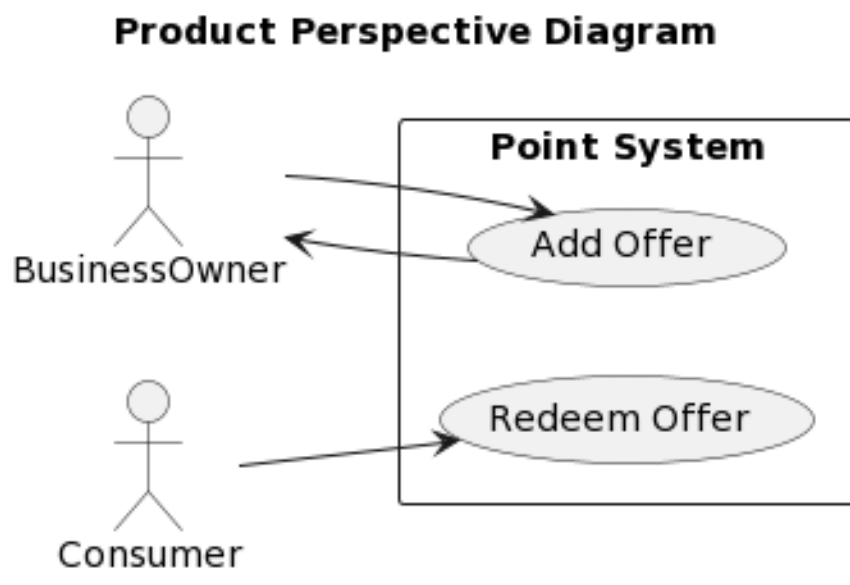 Product Perspective Diagram
Point System
Add Offer
BusinessOwner
Redeem Offer
Consumer